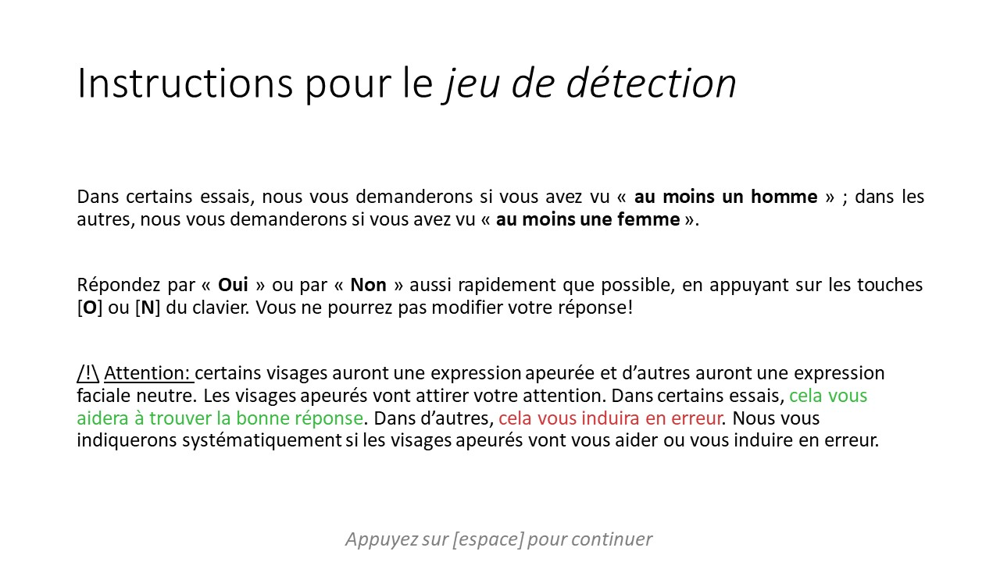 Instructions pour le jeu de détection
Dans certains essais, nous vous demanderons si vous avez vu « au moins un homme » ; dans les
autres, nous vous demanderons si vous avez vu « au moins une femme ».
Répondez par « Oui » ou par « Non » aussi rapidement que possible, en appuyant sur les touches
[O] ou [N] du clavier. Vous ne pourrez pas modifier votre réponse!
/!\ Attention: certains visages auront une expression apeurée et d’autres auront une expression
faciale neutre. Les visages apeurés vont attirer votre attention. Dans certains essais, cela vous
aidera à trouver la bonne réponse. Dans d’autres, cela vous induira en erreur. Nous vous
indiquerons systématiquement si les visages apeurés vont vous aider ou vous induire en erreur.
Appuyez sur [espace] pour continuer